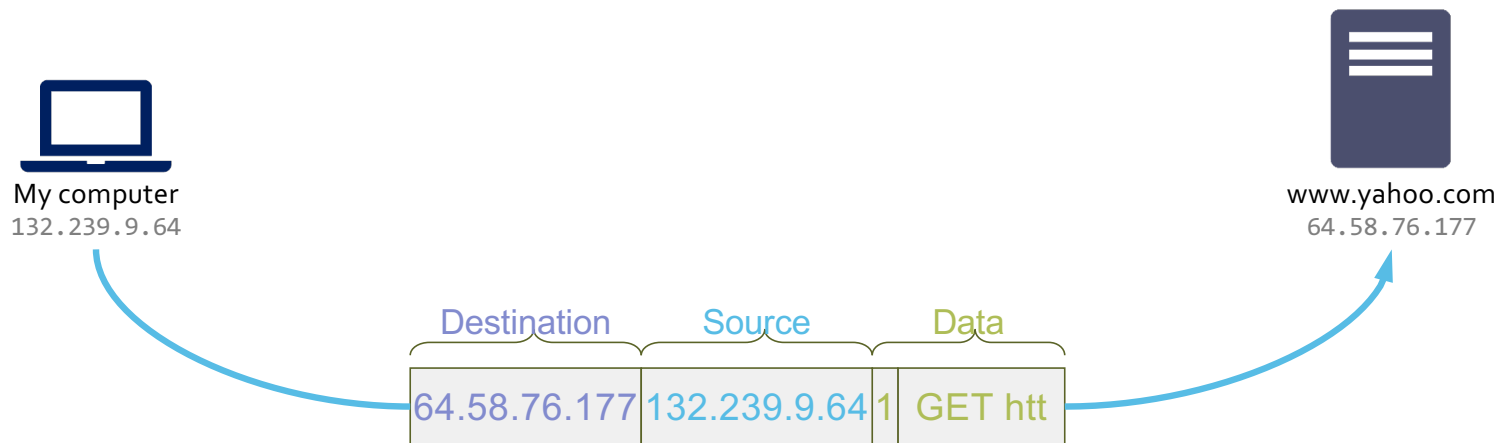 My computer
132.239.9.64
www.yahoo.com
64.58.76.177
Destination Source Data
64.58.76.177 132.239.9.64 1 GET htt